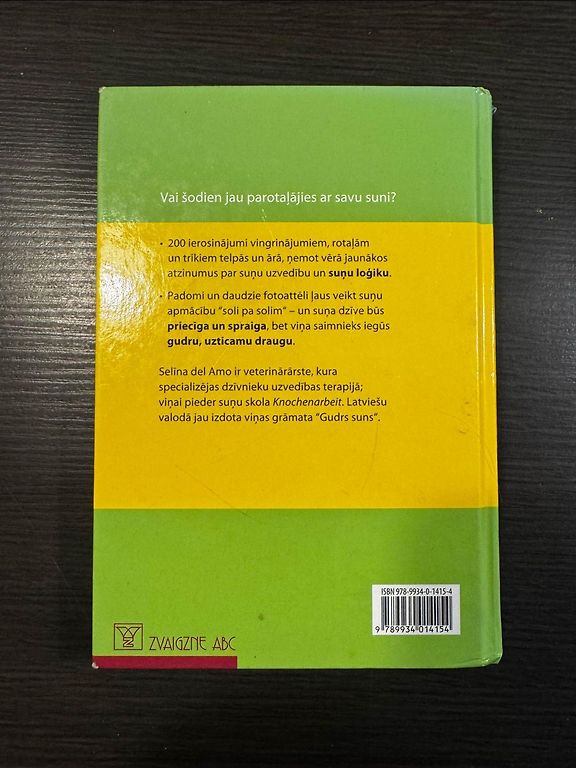 Vai šodien jau parotaļājies ar savu suni?
• 200 ierosinājumi vingrinājumiem, rotaļām
un trikiem telpās un ārā, ņemot vērā jaunākos
atzinumus par suņu uzvedību un suņu loģiku.
• Padomi un daudzie fotoattēli ļaus veikt suņu
apmācību "soli pa solim" – un suņa dzīve būs
priecīga un spraiga, bet viņa saimnieks iegūs
gudru, uzticamu draugu.
Selīna del Amo ir veterinārārste, kura
specializējas dzīvnieku uzvedības terapijā;
viņai pieder suņu skola Knochenarbeit. Latviešu
valodā jau izdota viņas grāmata "Gudrs suns".
ISBN 978-9934-0-1415-4
9 789934 014154
ZVAIGZNE ABC